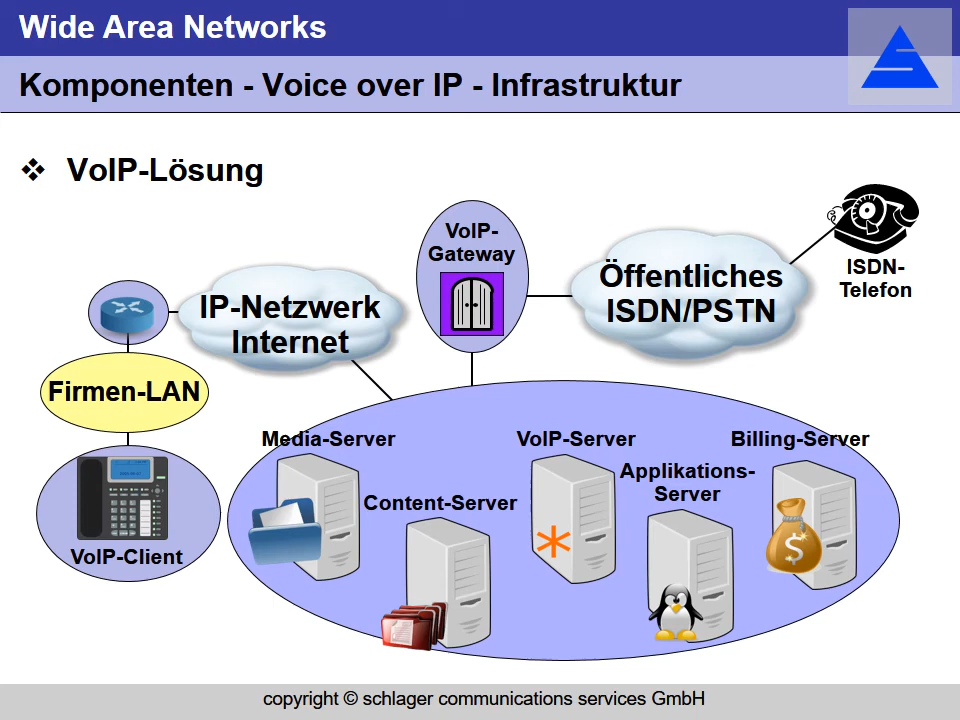 Wide Area Networks
Komponenten - Voice over IP - Infrastruktur
❖ VoIP-Lösung
VoIP-
Gateway
Öffentliches
ISDN/PSTN
ISDN-
Telefon
IP-Netzwerk
Internet
Firmen-LAN
VoIP-Client
Media-Server
Content-Server
VoIP-Server
Applikations-
Server
Billing-Server
$
copyright © schlager communications services GmbH